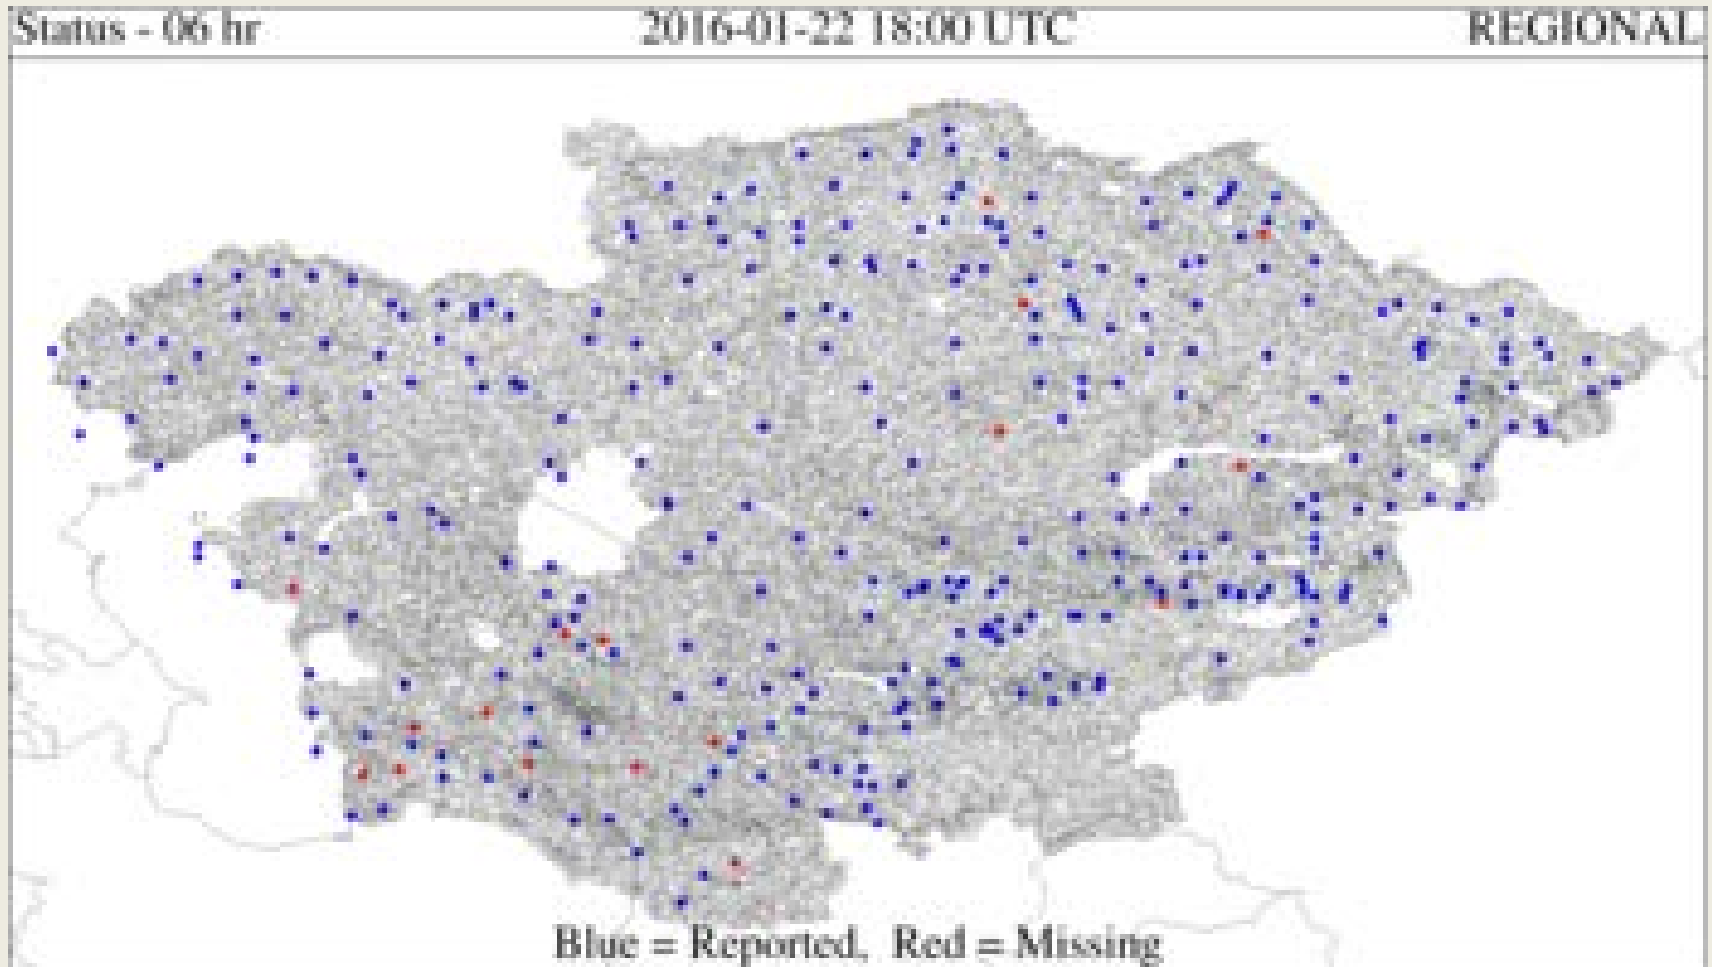 Status - 06 hr 2016-01-22 18:00 UTC REGIONAL
Blue = Reported, Red = Missing